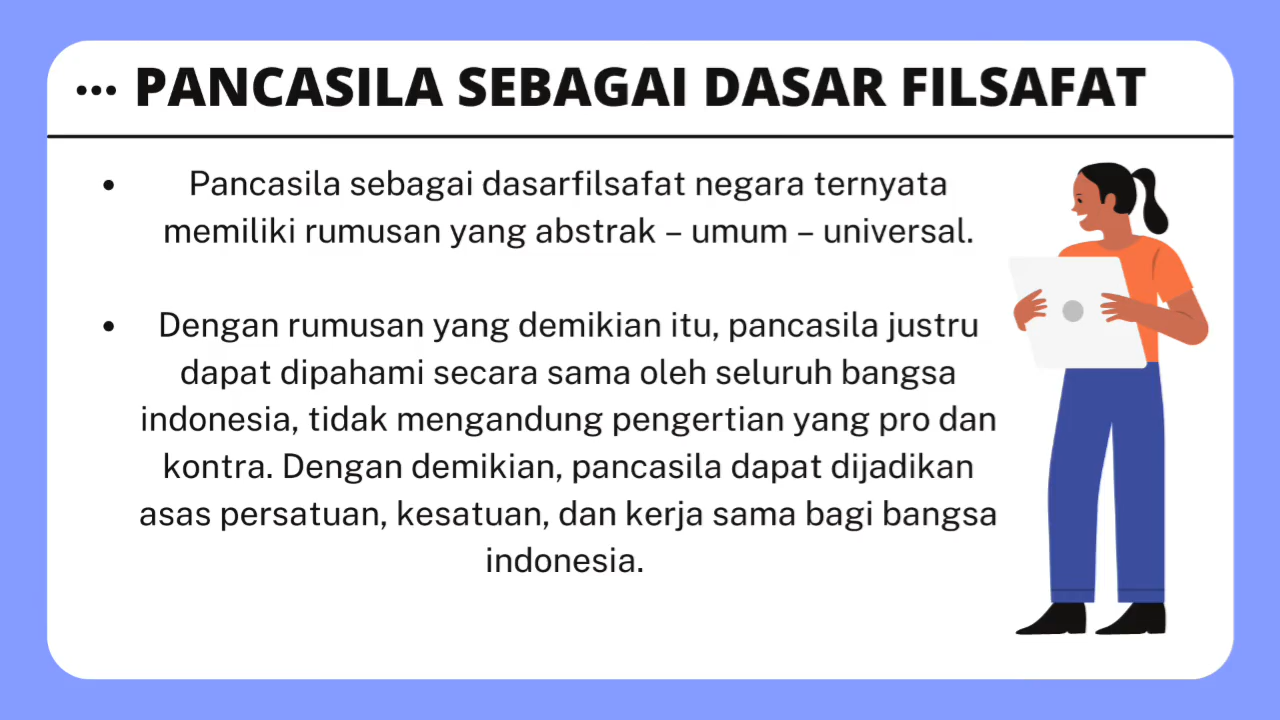 ••• PANCASILA SEBAGAI DASAR FILSAFAT
• Pancasila sebagai dasarfilsafat negara ternyata
memiliki rumusan yang abstrak – umum – universal.
• Dengan rumusan yang demikian itu, pancasila justru
dapat dipahami secara sama oleh seluruh bangsa
indonesia, tidak mengandung pengertian yang pro dan
kontra. Dengan demikian, pancasila dapat dijadikan
asas persatuan, kesatuan, dan kerja sama bagi bangsa
indonesia.